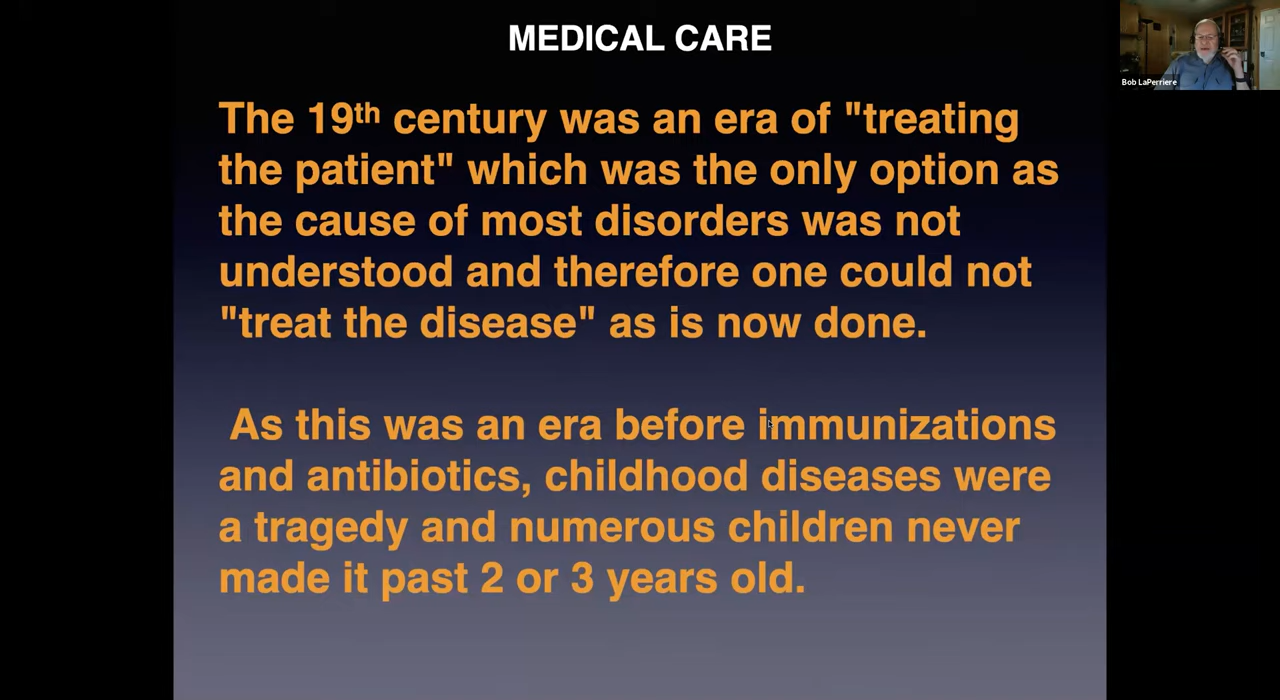 MEDICAL CARE
Bob LaPerriere
The 19th century was an era of "treating
the patient" which was the only option as
the cause of most disorders was not
understood and therefore one could not
"treat the disease" as is now done.
As this was an era before immunizations
and antibiotics, childhood diseases were
a tragedy and numerous children never
made it past 2 or 3 years old.